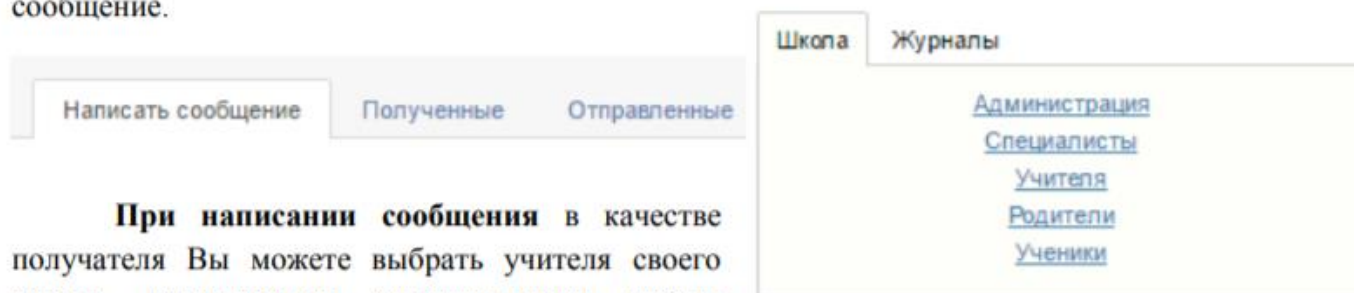 сообщение.
Написать сообщение Полученные Отправленные
При написании сообщения в качестве
получателя Вы можете выбрать учителя своего
Школа Журналы
Администрация
Специалисты
Учителя
Родители
Ученики